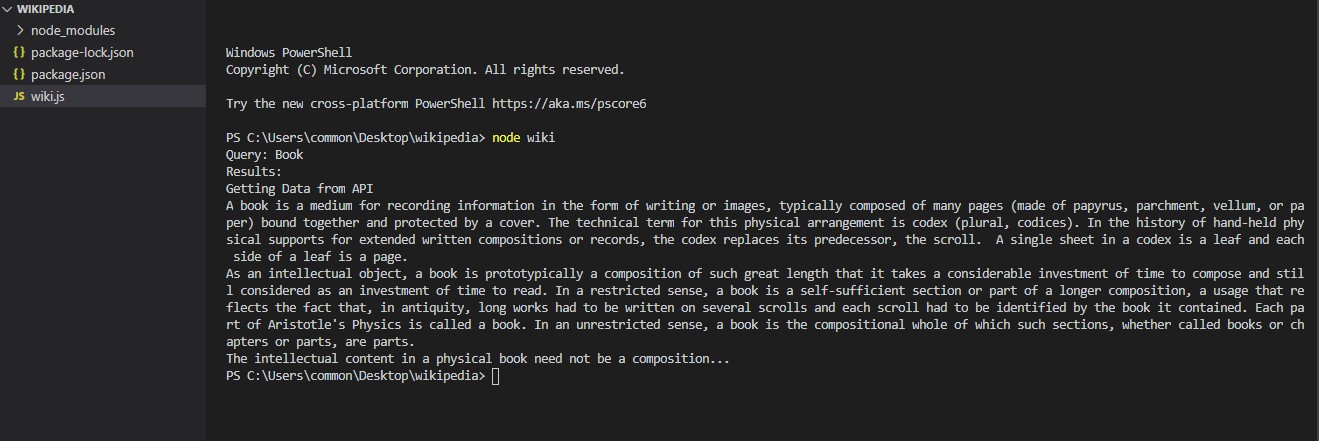 WIKIPEDIA
node_modules
{} package-lock.json
{} package.json
JS wiki.js
Windows PowerShell
Copyright (C) Microsoft Corporation. All rights reserved.
Try the new cross-platform PowerShell https://aka.ms/pscore6
PS C:\Users\common\Desktop\wikipedia> node wiki
Query: Book
Results:
Getting Data from API
A book is a medium for recording information in the form of writing or images, typically composed of many pages (made of papyrus, parchment, vellum, or pa
per) bound together and protected by a cover. The technical term for this physical arrangement is codex (plural, codices). In the history of hand-held phy
sical supports for extended written compositions or records, the codex replaces its predecessor, the scroll.  A single sheet in a codex is a leaf and each
 side of a leaf is a page.
As an intellectual object, a book is prototypically a composition of such great length that it takes a considerable investment of time to compose and stil
l considered as an investment of time to read. In a restricted sense, a book is a self-sufficient section or part of a longer composition, a usage that re
flects the fact that, in antiquity, long works had to be written on several scrolls and each scroll had to be identified by the book it contained. Each pa
rt of Aristotle's Physics is called a book. In an unrestricted sense, a book is the compositional whole of which such sections, whether called books or ch
apters or parts, are parts.
The intellectual content in a physical book need not be a composition...
PS C:\Users\common\Desktop\wikipedia>